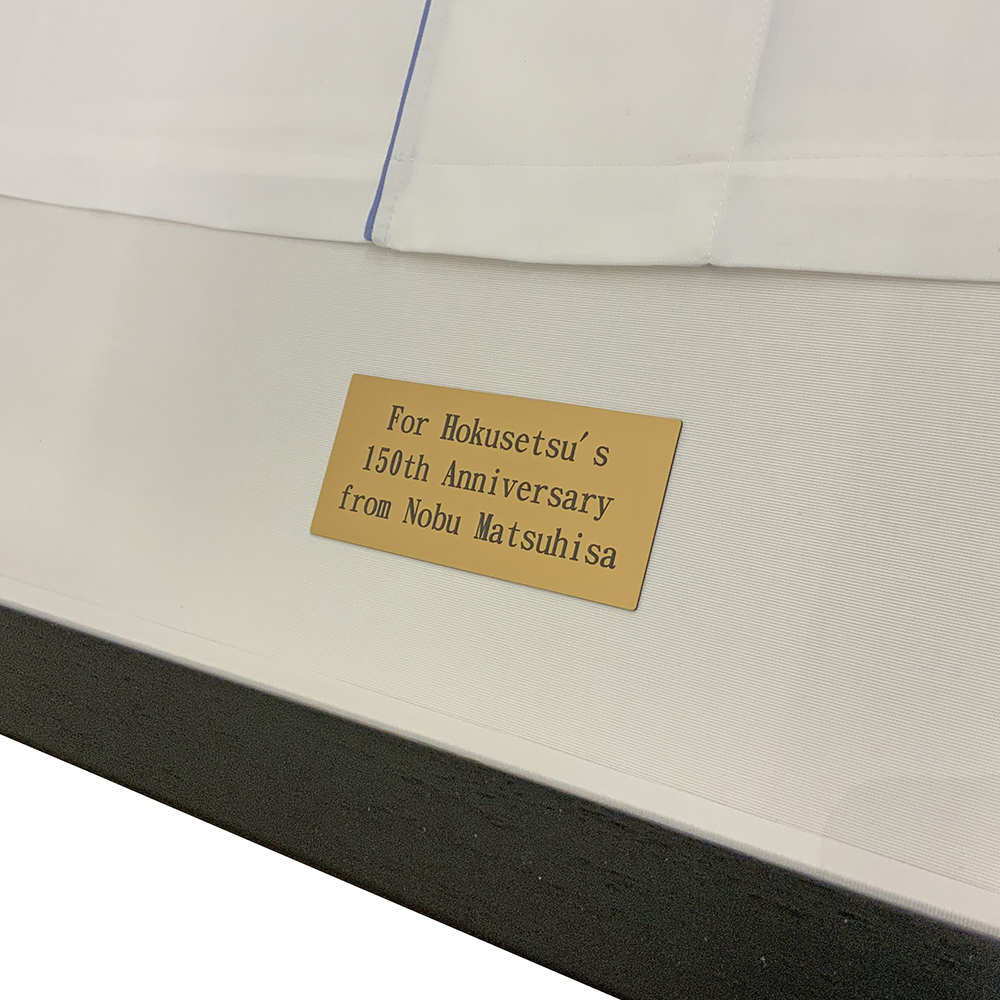 For Hokusetsu's
150th Anniversary
from Nobu Matsuhisa